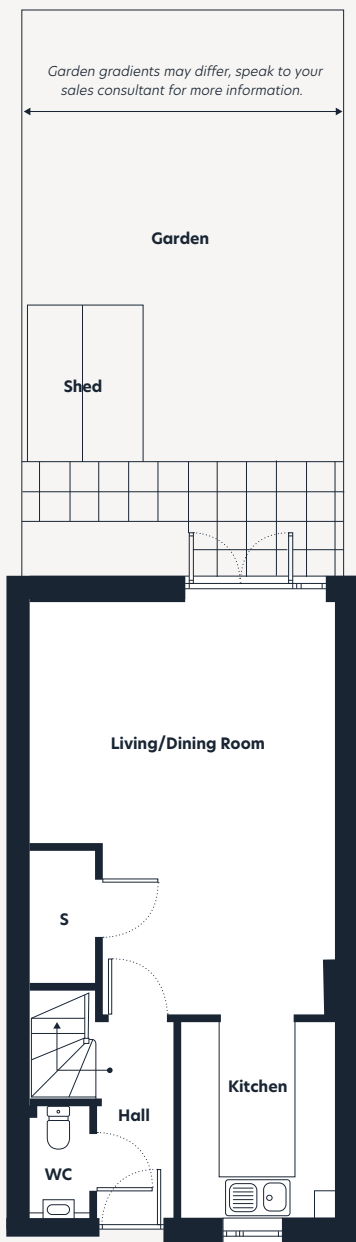 Garden gradients may differ, speak to your
sales consultant for more information.
Garden
Shed
Living/Dining Room
S
Kitchen
Hall
WC